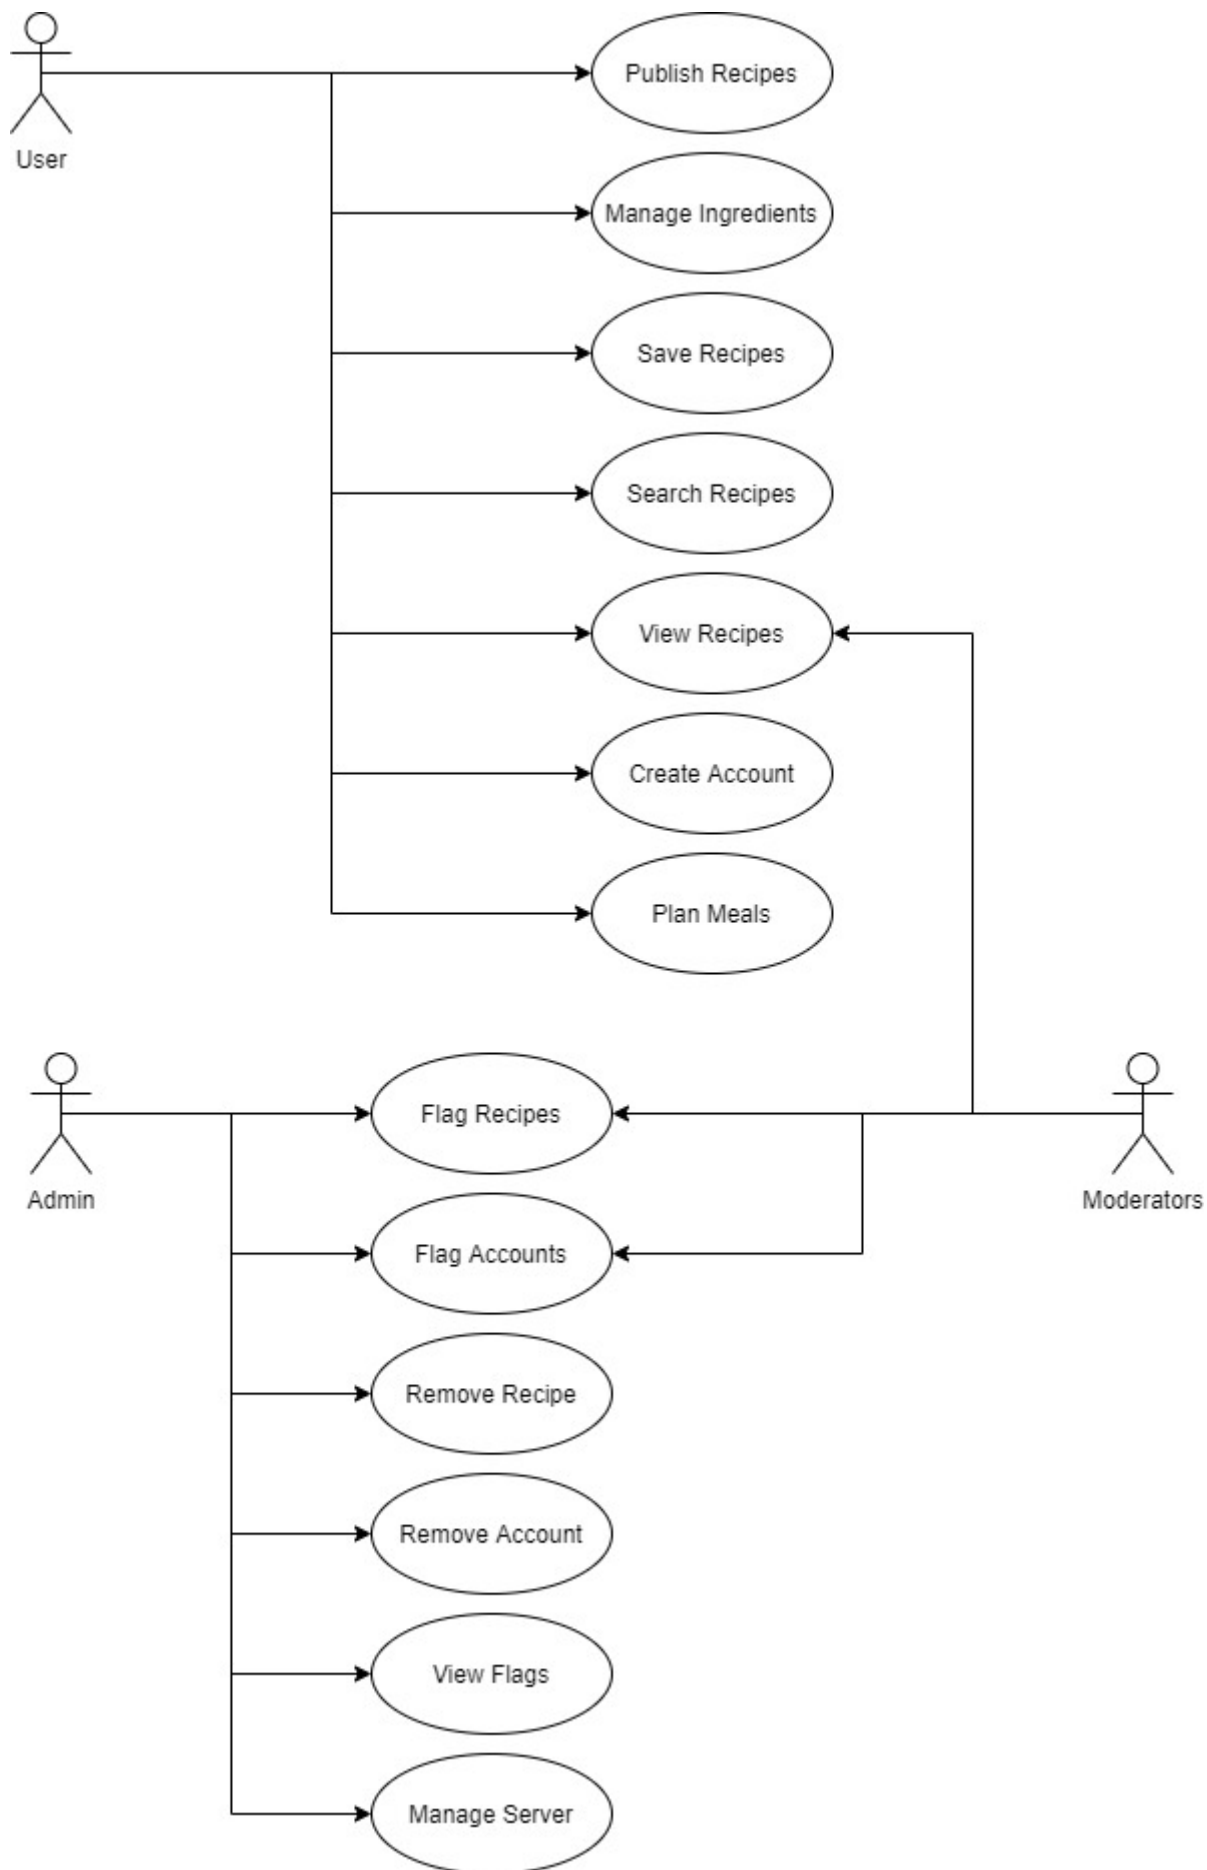 Publish Recipes
User
Manage Ingredients
Save Recipes
Search Recipes
View Recipes
Create Account
Plan Meals
Flag Recipes
Admin
Moderators
Flag Accounts
Remove Recipe
Remove Account
View Flags
Manage Server